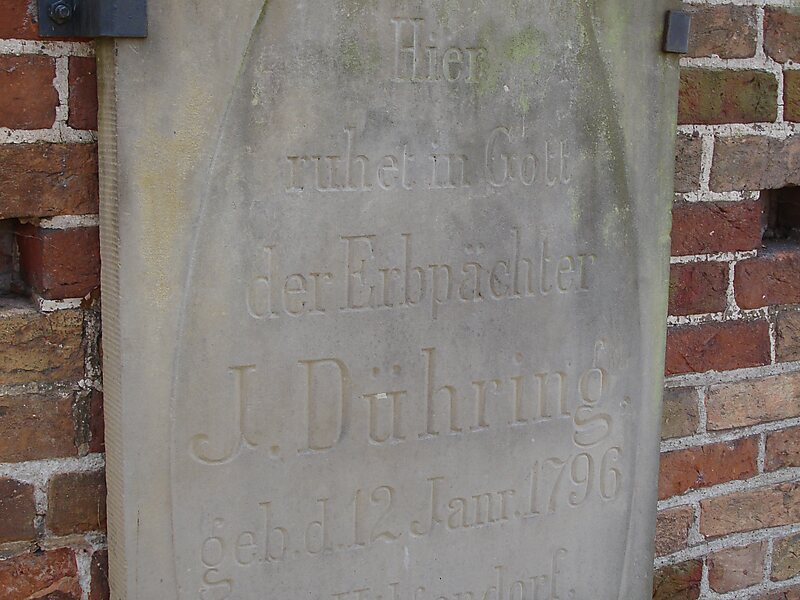 Hier
ruhet in Gott
der Erbpächter
J. Dühring.
geb. d. 12 Janr. 1796